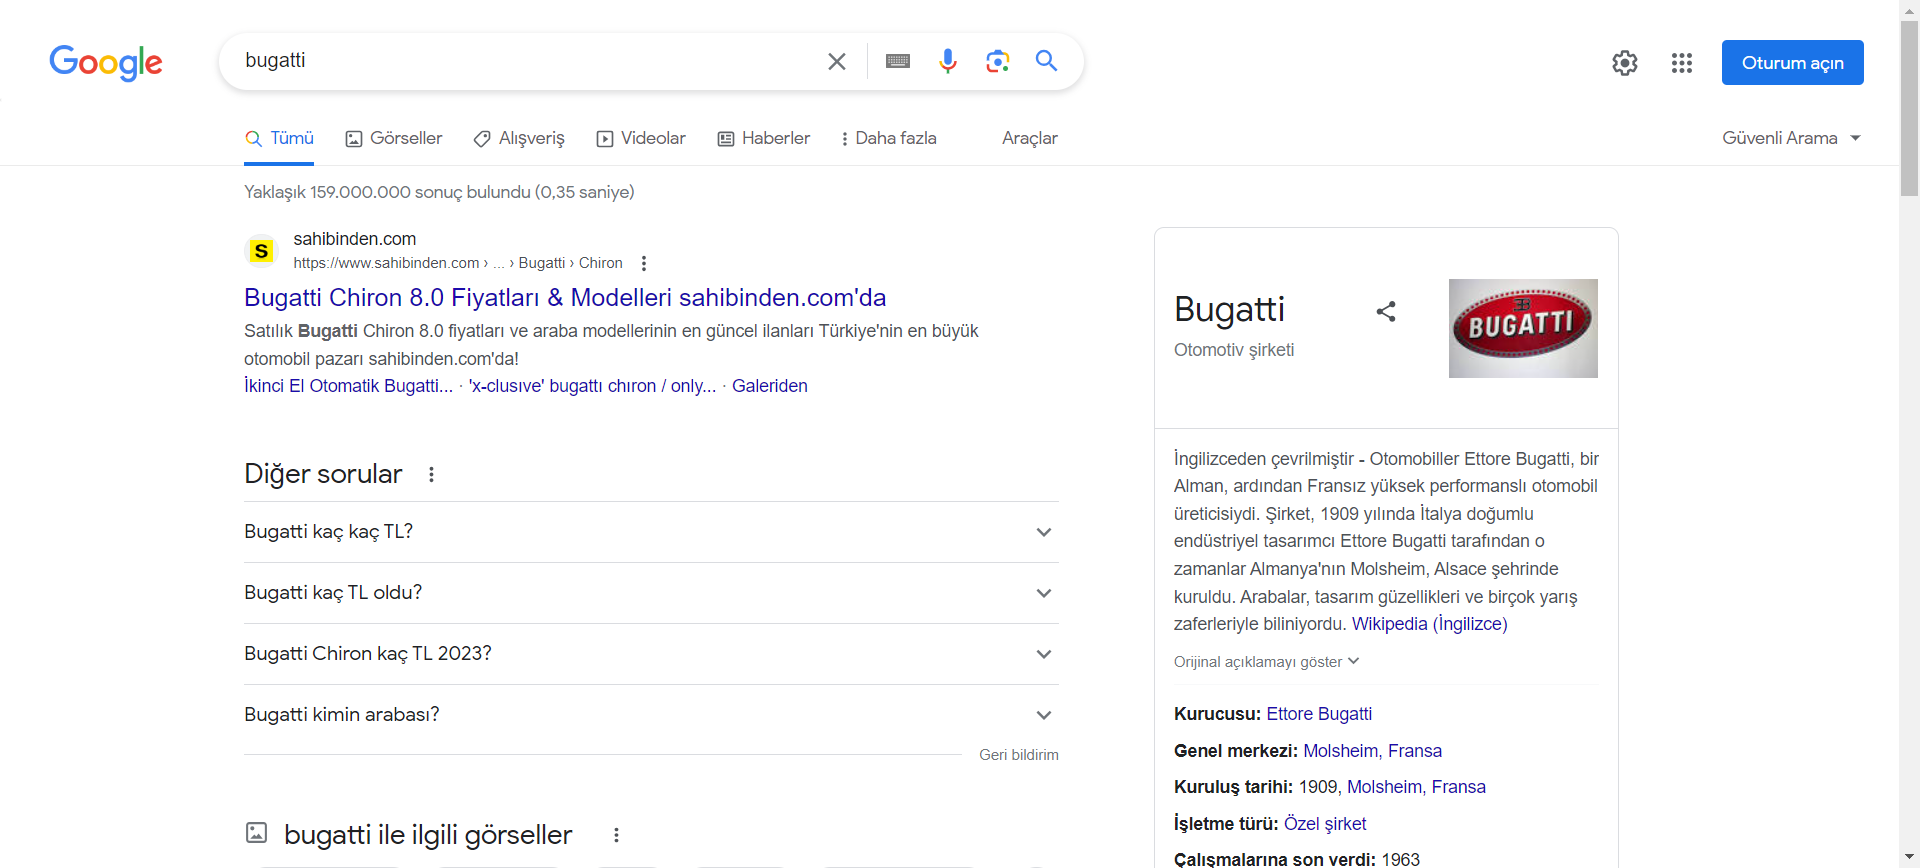 Google
bugatti
Oturum açın
Tümü
Görseller
Alışveriş
Videolar
Haberler
Daha fazla
Araçlar
Güvenli Arama
Yaklaşık 159.000.000 sonuç bulundu (0,35 saniye)
S
sahibinden.com
https://www.sahibinden.com › ... › Bugatti › Chiron
Bugatti Chiron 8.0 Fiyatları & Modelleri sahibinden.com'da
Satılık Bugatti Chiron 8.0 fiyatları ve araba modellerinin en güncel ilanları Türkiye'nin en büyük
otomobil pazarı sahibinden.com'da!
İkinci El Otomatik Bugatti... · 'x-clusıve' bugattı chıron / only... · Galeriden
Diğer sorular
Bugatti kaç kaç TL?
Bugatti kaç TL oldu?
Bugatti Chiron kaç TL 2023?
Bugatti kimin arabası?
Geri bildirim
bugatti ile ilgili görseller
Bugatti
Otomotiv şirketi
BUGATTI
İngilizceden çevrilmiştir - Otomobiller Ettore Bugatti, bir
Alman, ardından Fransız yüksek performanslı otomobil
üreticisiydi. Şirket, 1909 yılında İtalya doğumlu
endüstriyel tasarımcı Ettore Bugatti tarafından o
zamanlar Almanya'nın Molsheim, Alsace şehrinde
kuruldu. Arabalar, tasarım güzellikleri ve birçok yarış
zaferleriyle biliniyordu. Wikipedia (İngilizce)
Orijinal açıklamayı göster
Kurucusu: Ettore Bugatti
Genel merkezi: Molsheim, Fransa
Kuruluş tarihi: 1909, Molsheim, Fransa
İşletme türü: Özel şirket
Çalışmalarına son verdi: 1963